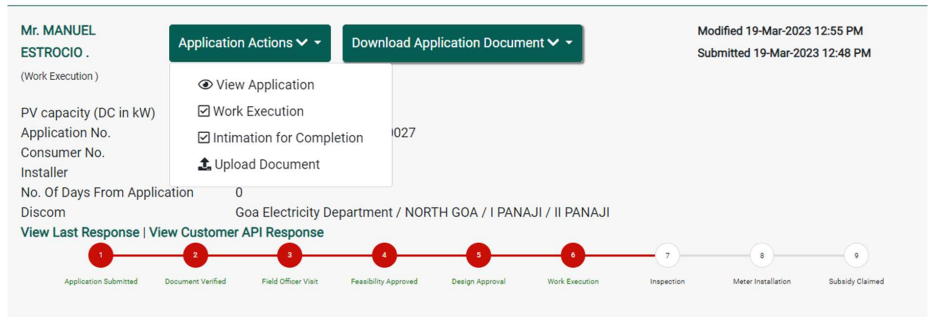 Mr. MANUEL
ESTROCIO .
(Work Execution )
Application Actions
Download Application Document
Modified 19-Mar-2023 12:55 PM
Submitted 19-Mar-2023 12:48 PM
View Application
Work Execution
Intimation for Completion
Upload Document
PV capacity (DC in kW)
Application No. 027
Consumer No.
Installer
No. Of Days From Application 0
Discom Goa Electricity Department / NORTH GOA / I PANAJI / II PANAJI
View Last Response | View Customer API Response
1 2 3 4 5 6 7 8 9
Application Submitted Document Verified Field Officer Visit Feasibility Approved Design Approval Work Execution Inspection Meter Installation Subsidy Claimed